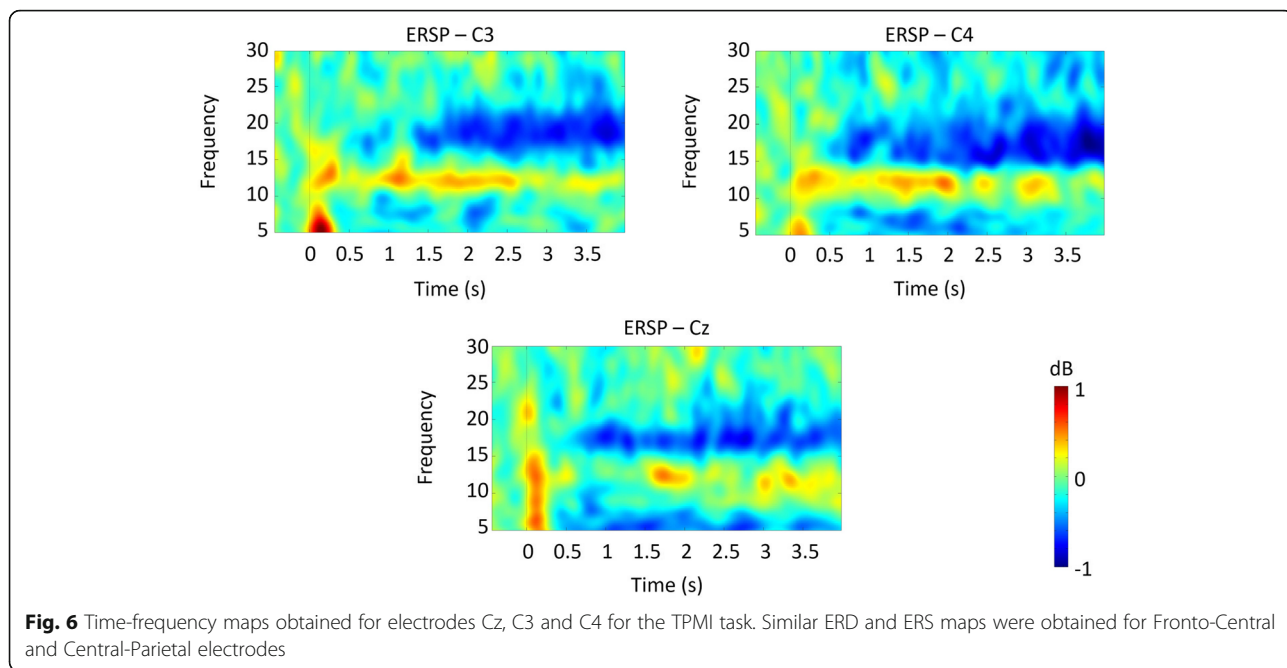 ERSP – C3
ERSP – C4
30
25
20
15
10
5
Frequency
0 0.5 1 1.5 2 2.5 3 3.5
Time (s)
30
25
20
15
10
5
Frequency
0 0.5 1 1.5 2 2.5 3 3.5
Time (s)
ERSP – Cz
30
25
20
15
10
5
Frequency
0 0.5 1 1.5 2 2.5 3 3.5
Time (s)
dB
1
0
-1
Fig. 6 Time-frequency maps obtained for electrodes Cz, C3 and C4 for the TPMI task. Similar ERD and ERS maps were obtained for Fronto-Central
and Central-Parietal electrodes